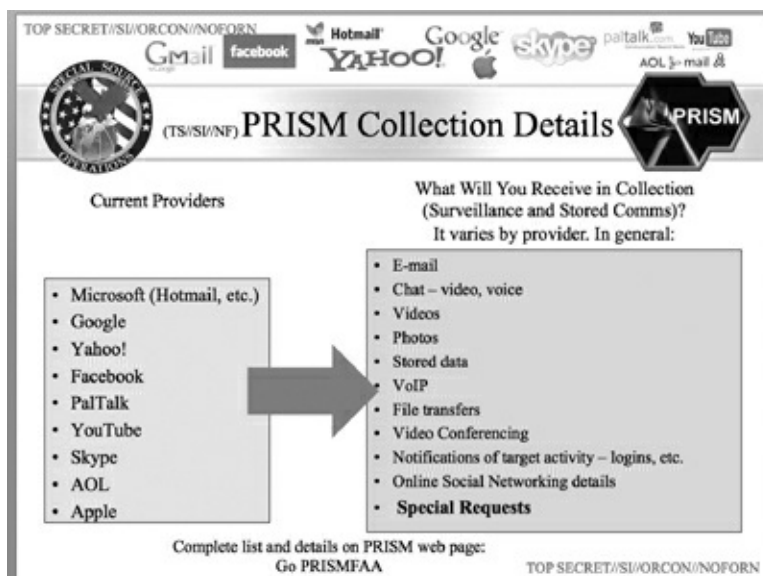 TOP SECRET//SI//ORCON//NOFORN
msn Hotmail
Google
paltalk.com
YouTube
Gmail
facebook
YAHOO!
skype
AOL mail
SPECIAL SOURCE
OPERATIONS
(TS//SI//NF) PRISM Collection Details
PRISM
Current Providers
What Will You Receive in Collection
(Surveillance and Stored Comms)?
It varies by provider. In general:
• Microsoft (Hotmail, etc.)
• Google
• Yahoo!
• Facebook
• PalTalk
• YouTube
• Skype
• AOL
• Apple
• E-mail
• Chat – video, voice
• Videos
• Photos
• Stored data
• VoIP
• File transfers
• Video Conferencing
• Notifications of target activity – logins, etc.
• Online Social Networking details
• Special Requests
Complete list and details on PRISM web page:
Go PRISMFAA
TOP SECRET//SI//ORCON//NOFORN